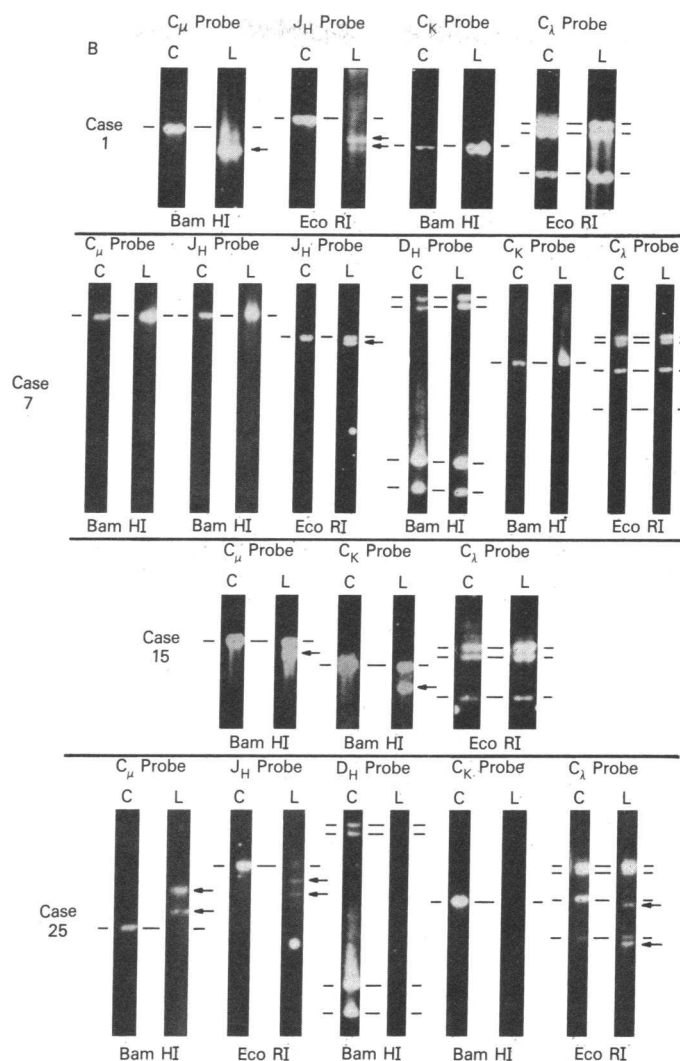 B
Cμ Probe JH Probe CK Probe Cλ Probe
C L C L C L C L
Case 1
Bam HI Eco RI Bam HI Eco RI
Cμ Probe JH Probe JH Probe DH Probe CK Probe Cλ Probe
C L C L C L C L C L C L
Case 7
Bam HI Bam HI Eco RI Bam HI Bam HI Eco RI
Cμ Probe CK Probe Cλ Probe
C L C L C L
Case 15
Bam HI Bam HI Eco RI
Cμ Probe JH Probe DH Probe CK Probe Cλ Probe
C L C L C L C L C L
Case 25
Bam HI Eco RI Bam HI Bam HI Eco RI